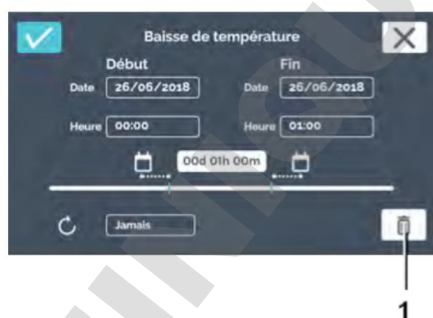 Baisse de température
Début Fin
Date 26/06/2018 Date 26/06/2018
Heure 00:00 Heure 01:00
00d 01h 00m
Jamais
1